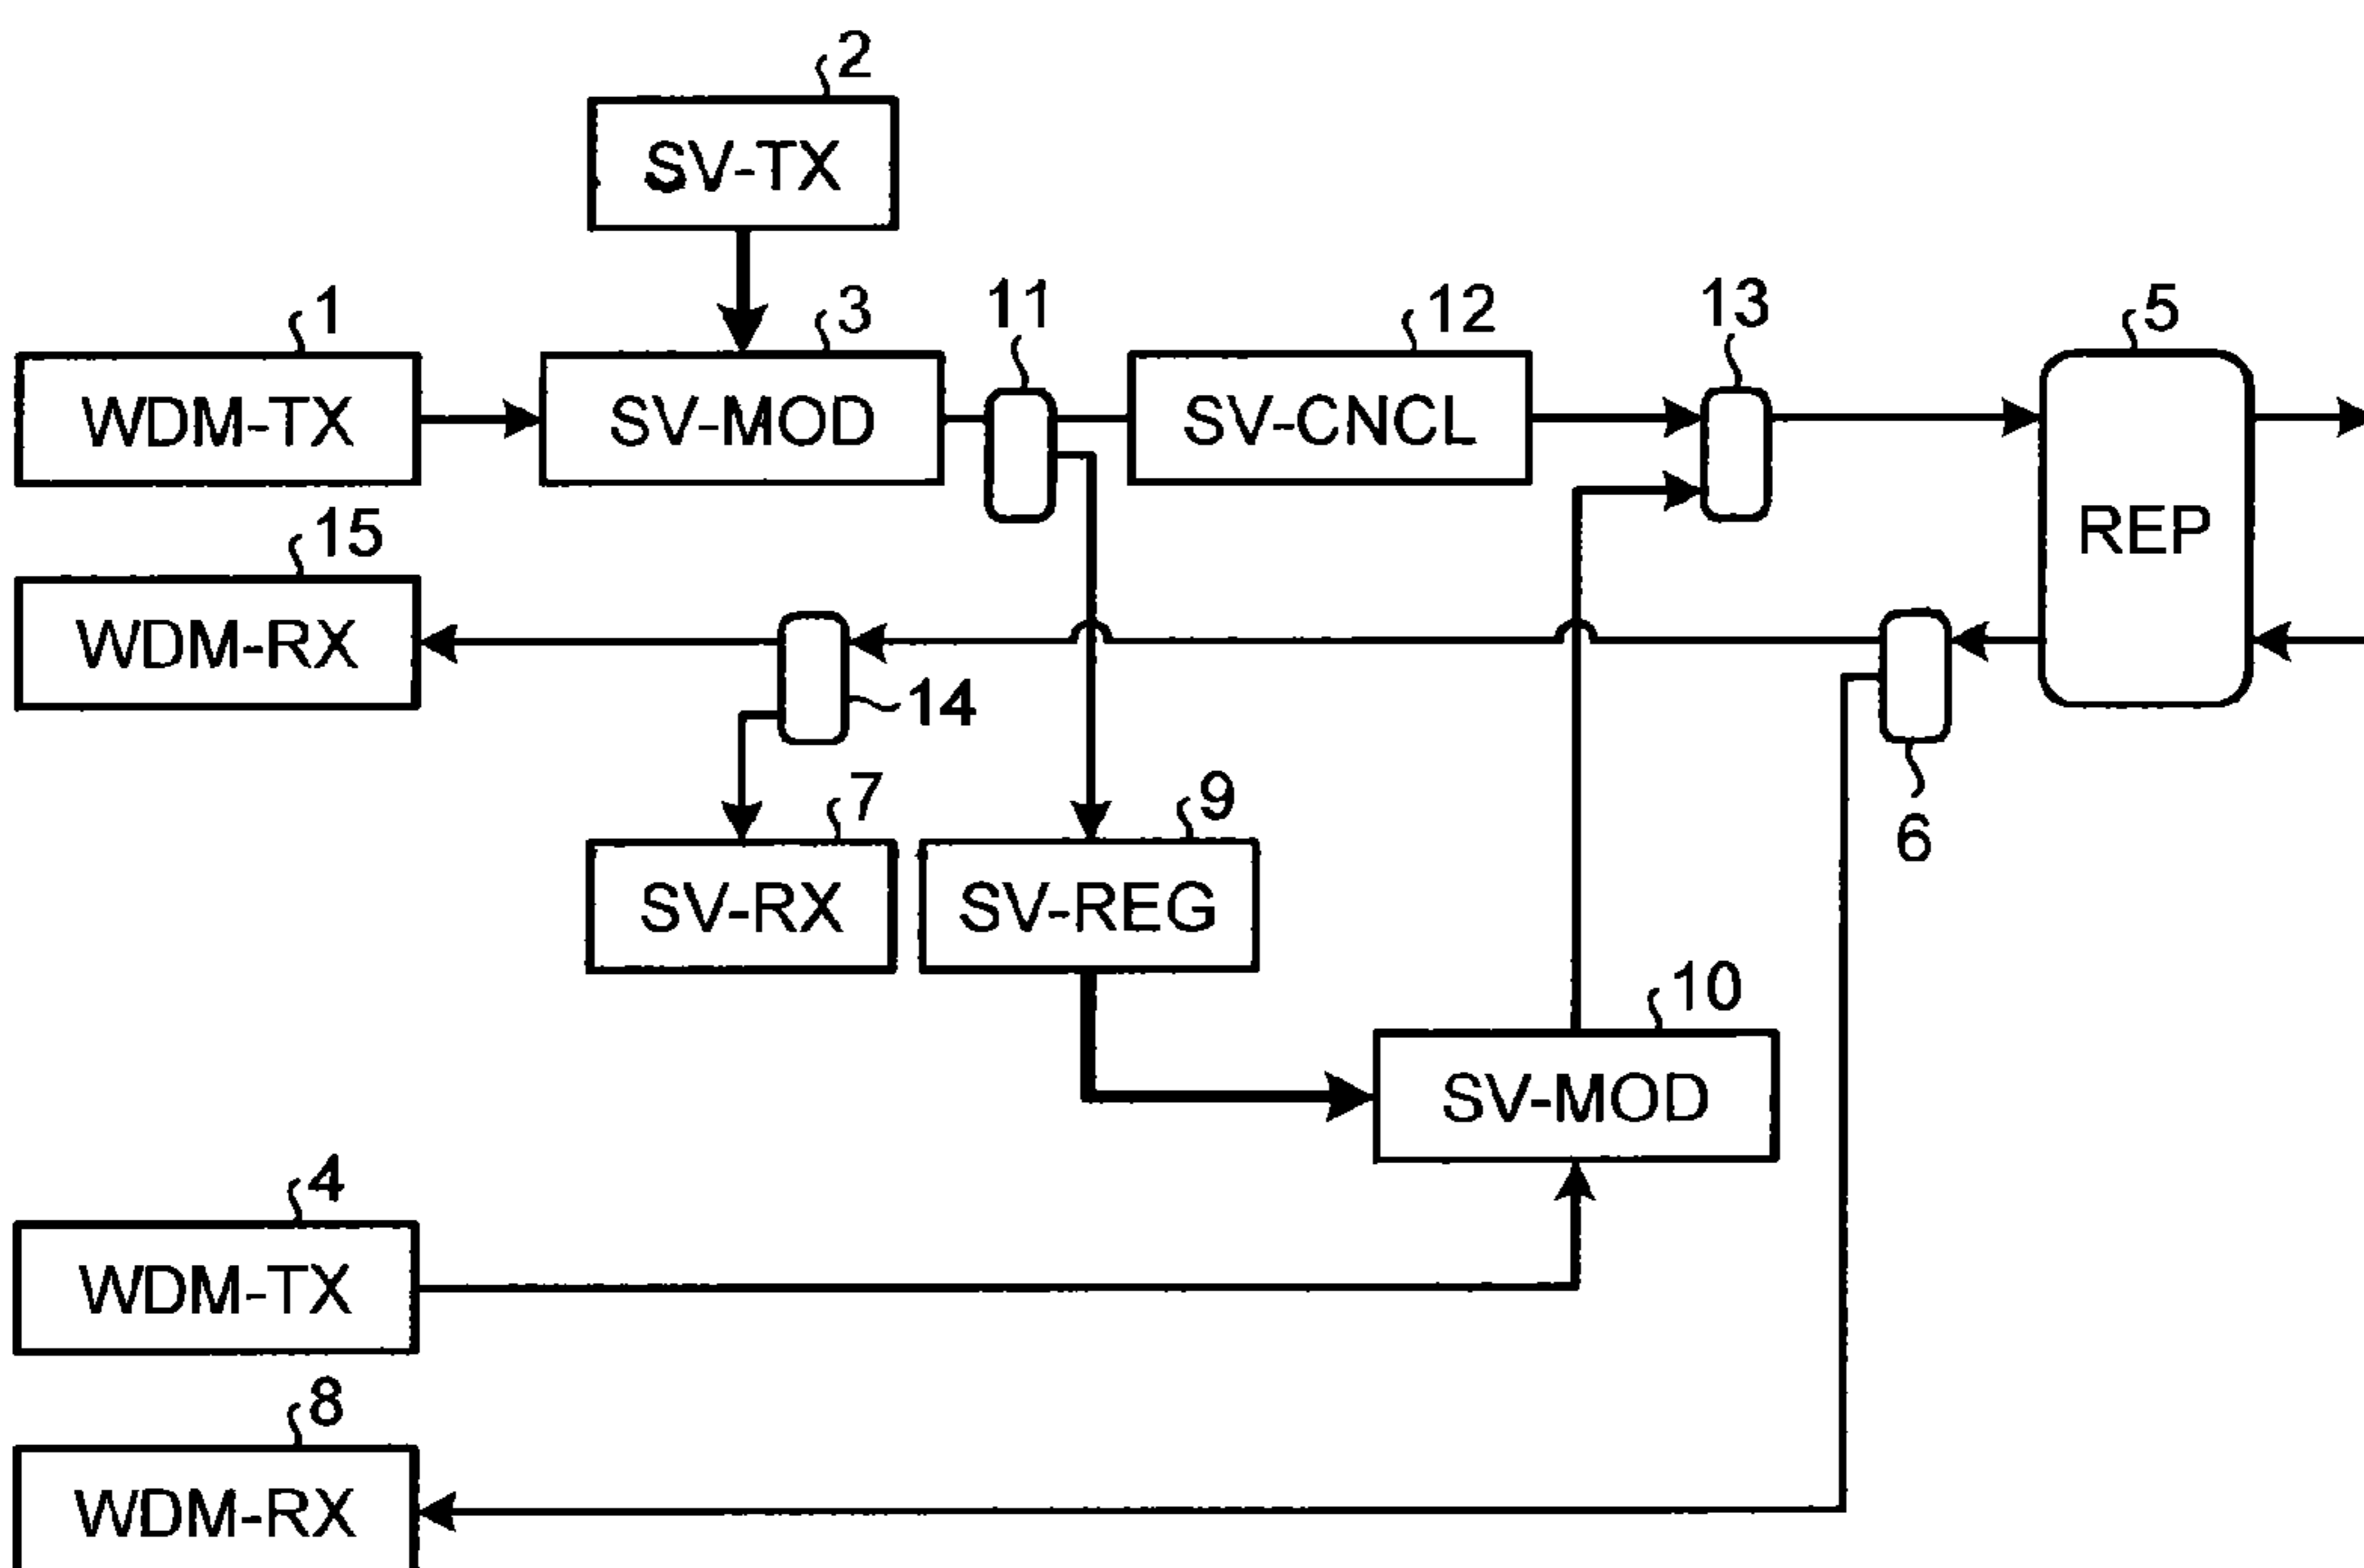 2
SV-TX
1
3
11
12
13
5
WDM-TX
SV-MOD
SV-CNCL
REP
15
WDM-RX
14
7
9
6
SV-RX
SV-REG
10
SV-MOD
4
WDM-TX
8
WDM-RX